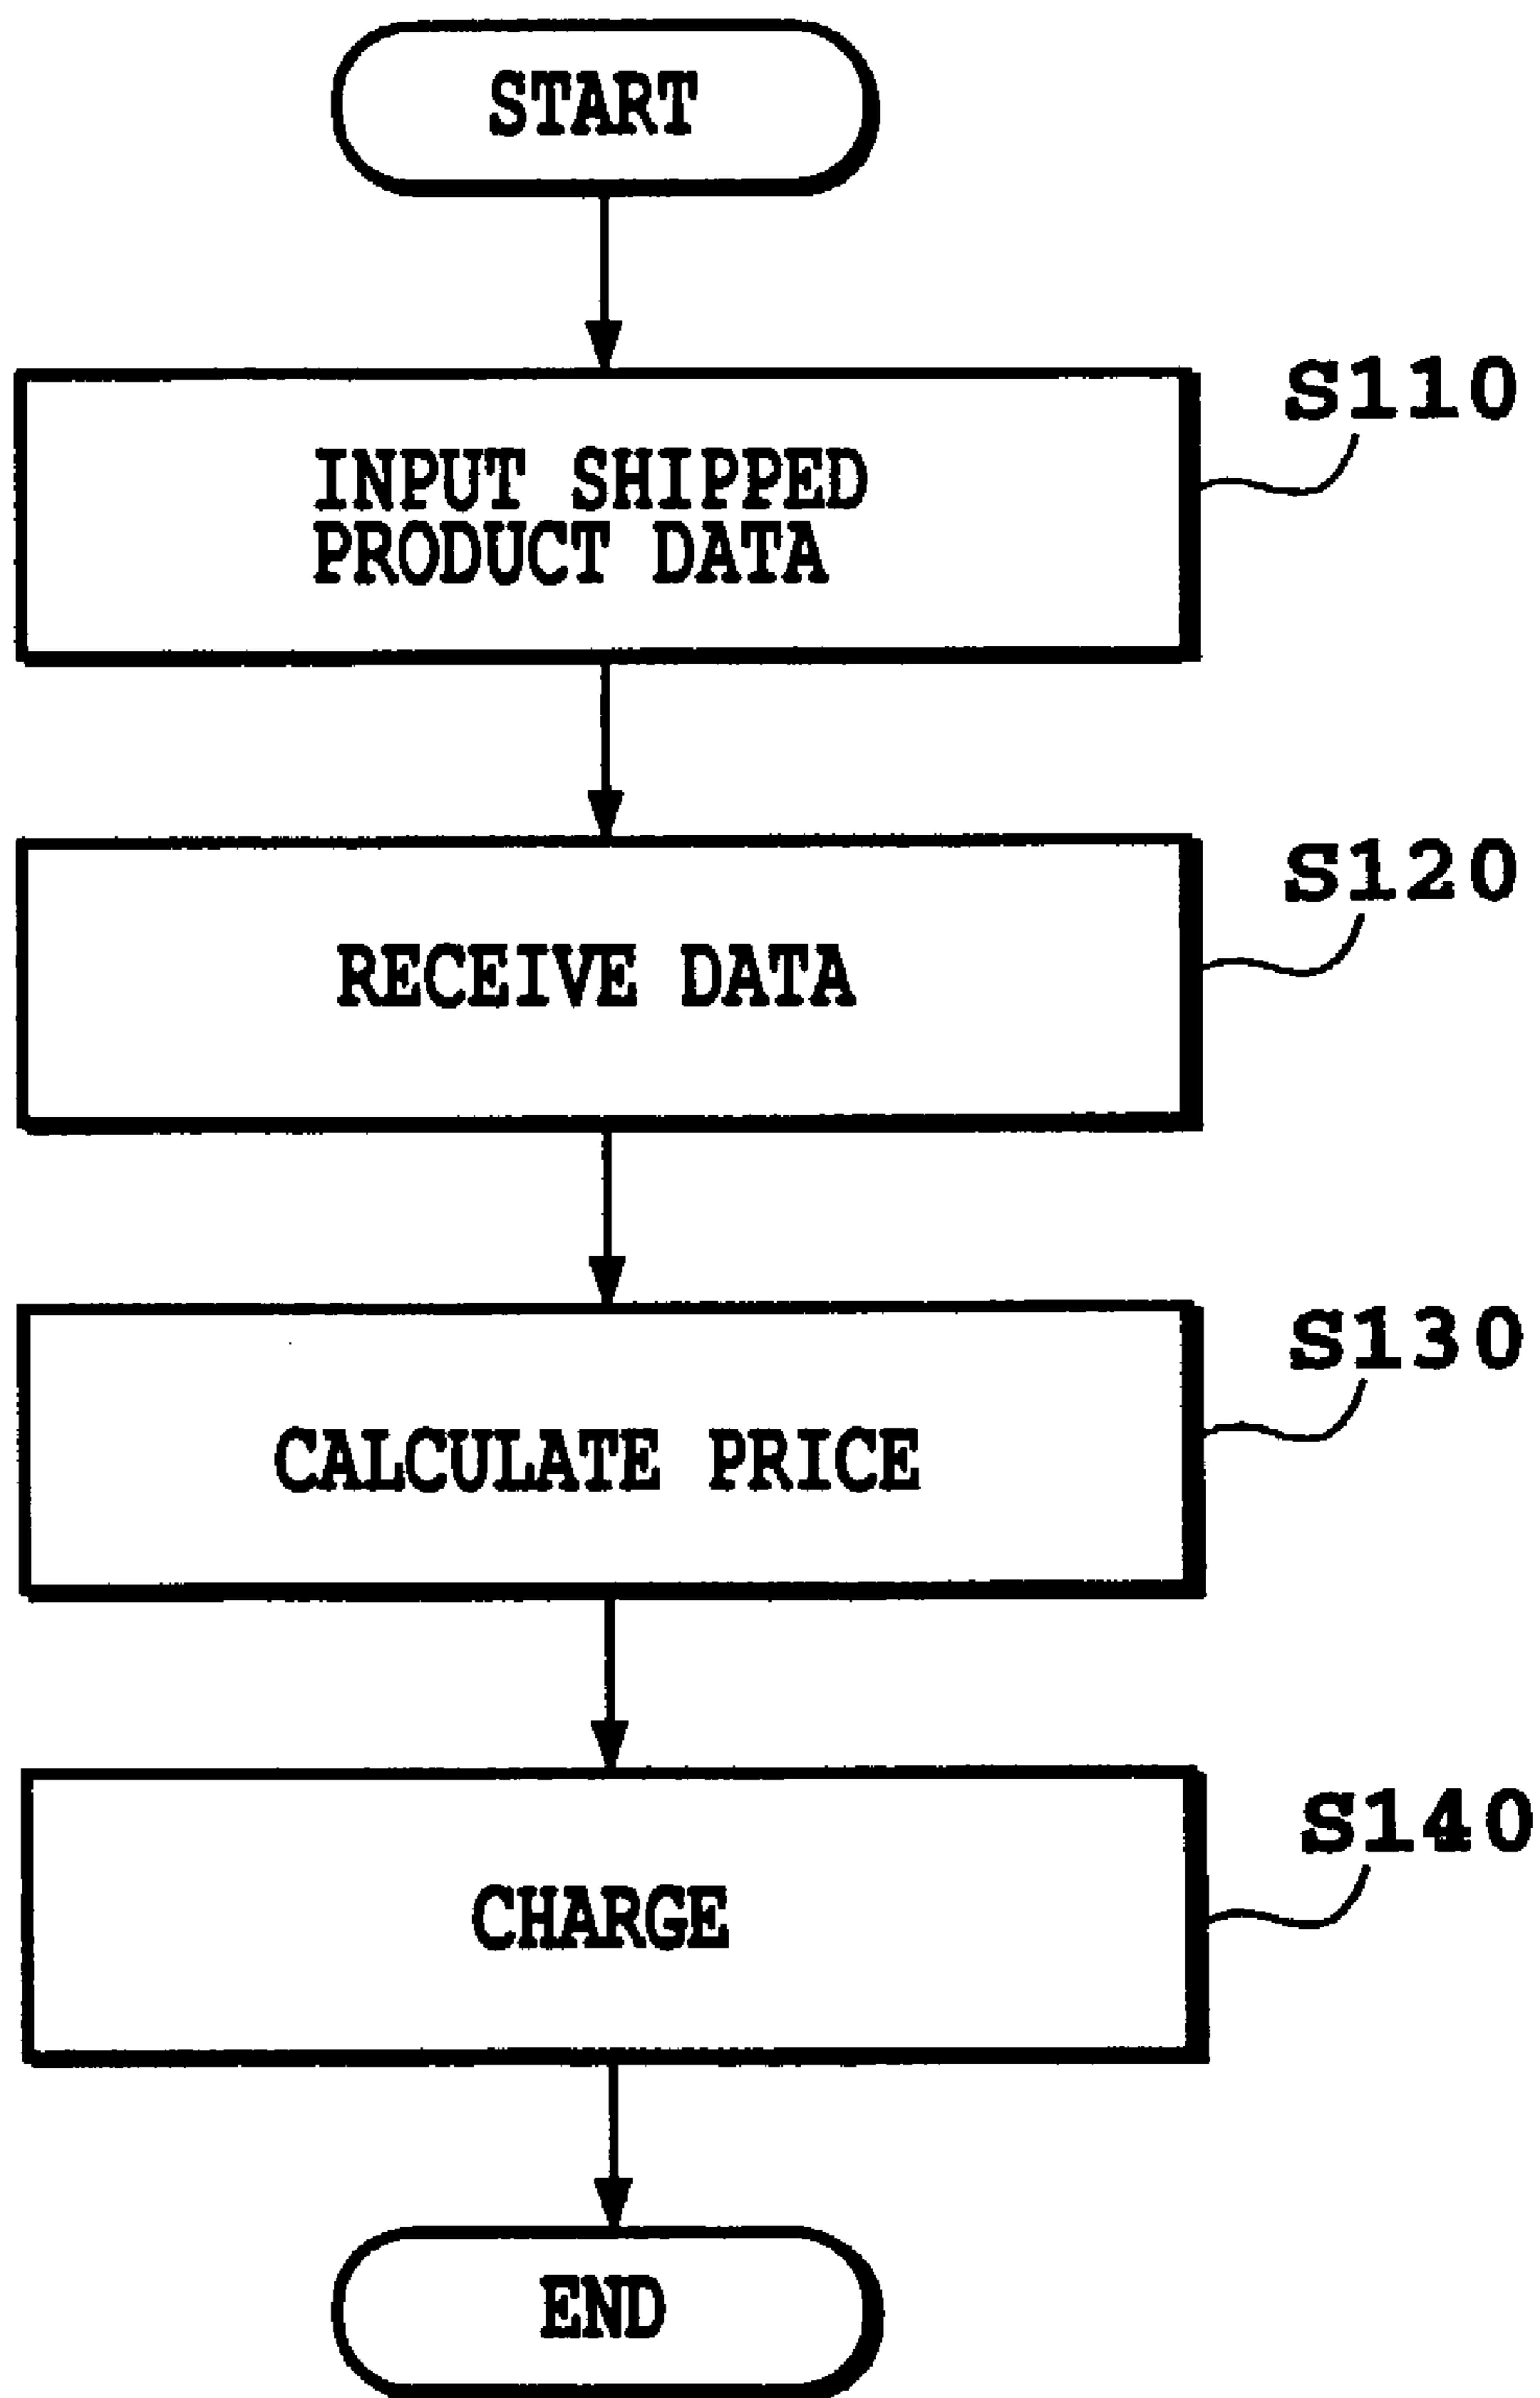 START
S110
INPUT SHIPPED
PRODUCT DATA
S120
RECEIVE DATA
S130
CALCULATE PRICE
S140
CHARGE
END